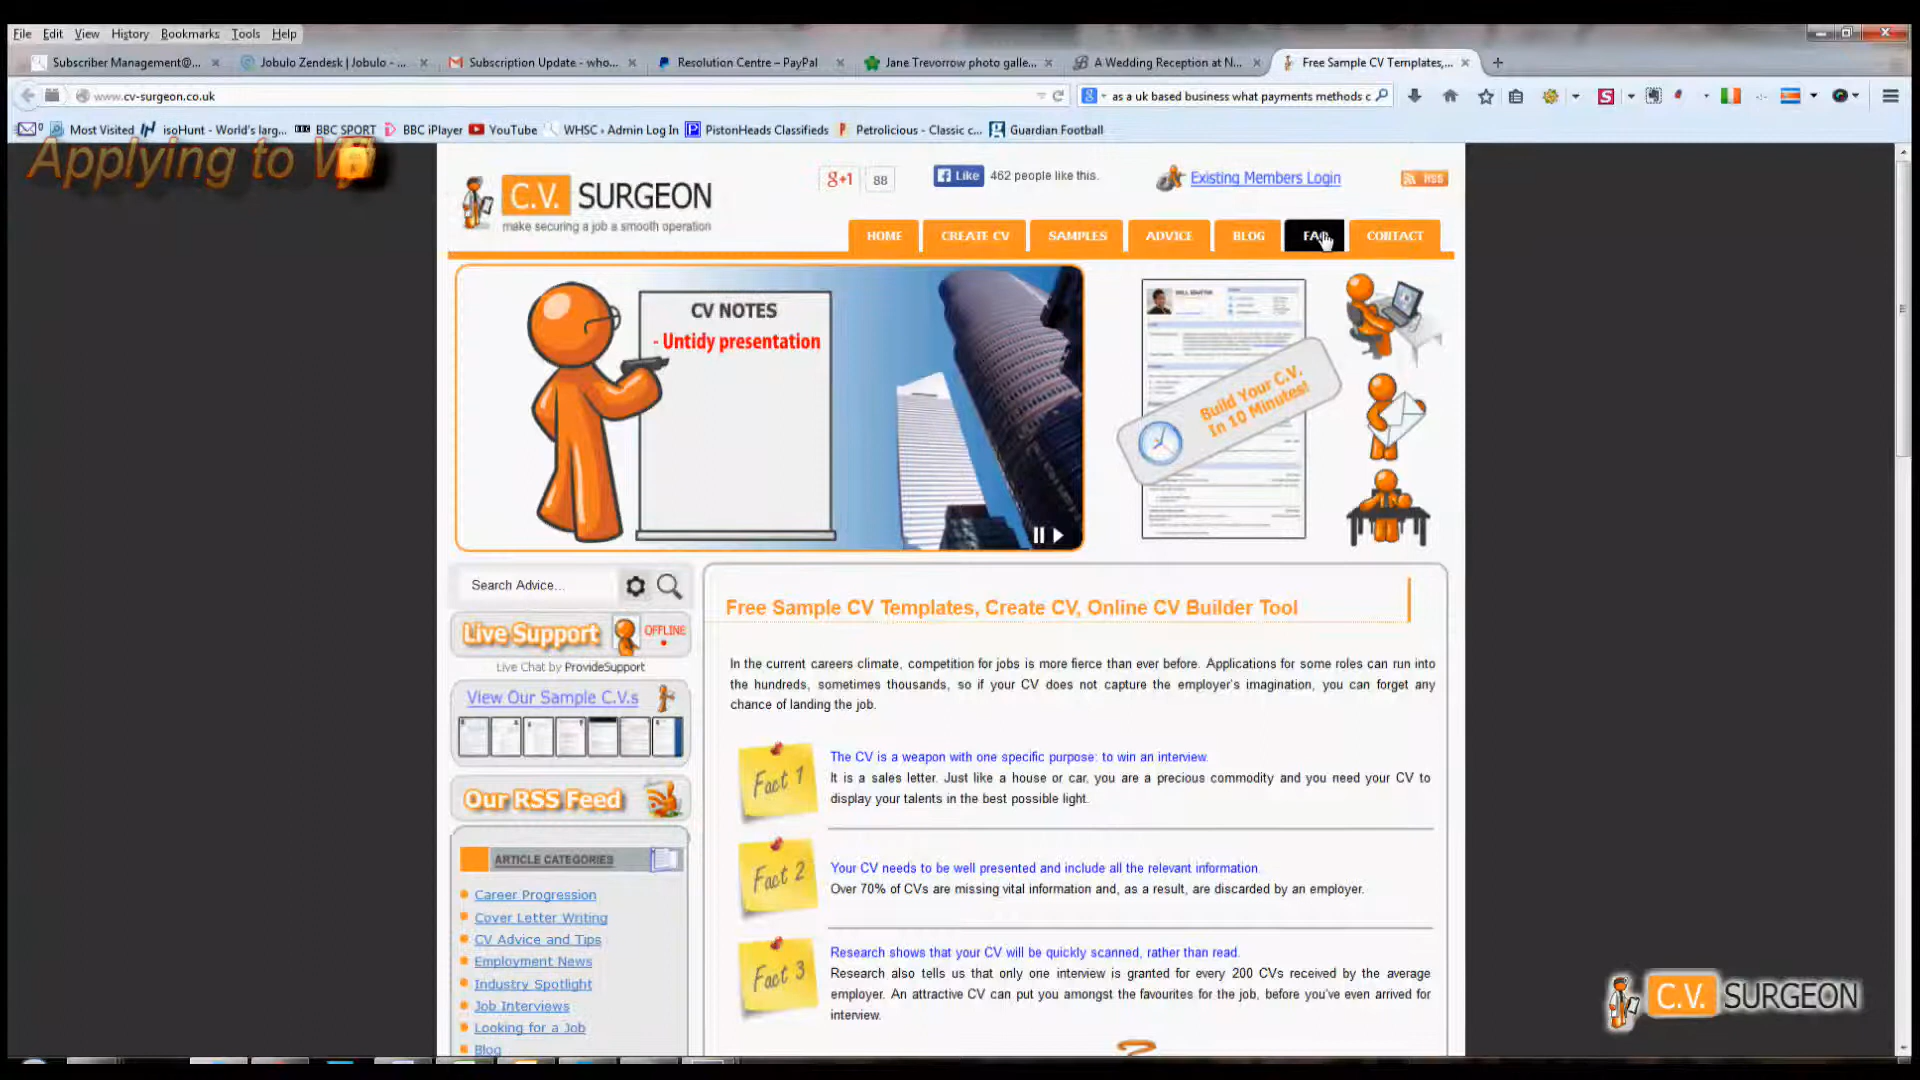 File Edit View History Bookmarks Tools Help
Subscriber Management@... Jobulo Zendesk | Jobulo - ... Subscription Update - who... Resolution Centre – PayPal Jane Trevorrow photo galle... A Wedding Reception at N... Free Sample CV Templates,...
www.cv-surgeon.co.uk as a uk based business what payments methods c
Most Visited isoHunt - World's larg... BBC SPORT BBC iPlayer YouTube WHSC › Admin Log In PistonHeads Classifieds Petrolicious - Classic c... Guardian Football
Applying to
C.V. SURGEON
make securing a job a smooth operation
g+1 88 Like 462 people like this. Existing Members Login RSS
HOME CREATE CV SAMPLES ADVICE BLOG FAQ CONTACT
CV NOTES
- Untidy presentation
Build Your C.V.
In 10 Minutes!
Search Advice...
Live Support OFFLINE
Live Chat by ProvideSupport
View Our Sample C.V.s
Our RSS Feed
ARTICLE CATEGORIES
Career Progression
Cover Letter Writing
CV Advice and Tips
Employment News
Industry Spotlight
Job Interviews
Looking for a Job
Blog
Free Sample CV Templates, Create CV, Online CV Builder Tool
In the current careers climate, competition for jobs is more fierce than ever before. Applications for some roles can run into
the hundreds, sometimes thousands, so if your CV does not capture the employer's imagination, you can forget any
chance of landing the job.
Fact 1
The CV is a weapon with one specific purpose: to win an interview.
It is a sales letter. Just like a house or car, you are a precious commodity and you need your CV to
display your talents in the best possible light.
Fact 2
Your CV needs to be well presented and include all the relevant information.
Over 70% of CVs are missing vital information and, as a result, are discarded by an employer.
Fact 3
Research shows that your CV will be quickly scanned, rather than read.
Research also tells us that only one interview is granted for every 200 CVs received by the average
employer. An attractive CV can put you amongst the favourites for the job, before you've even arrived for
interview.
C.V. SURGEON